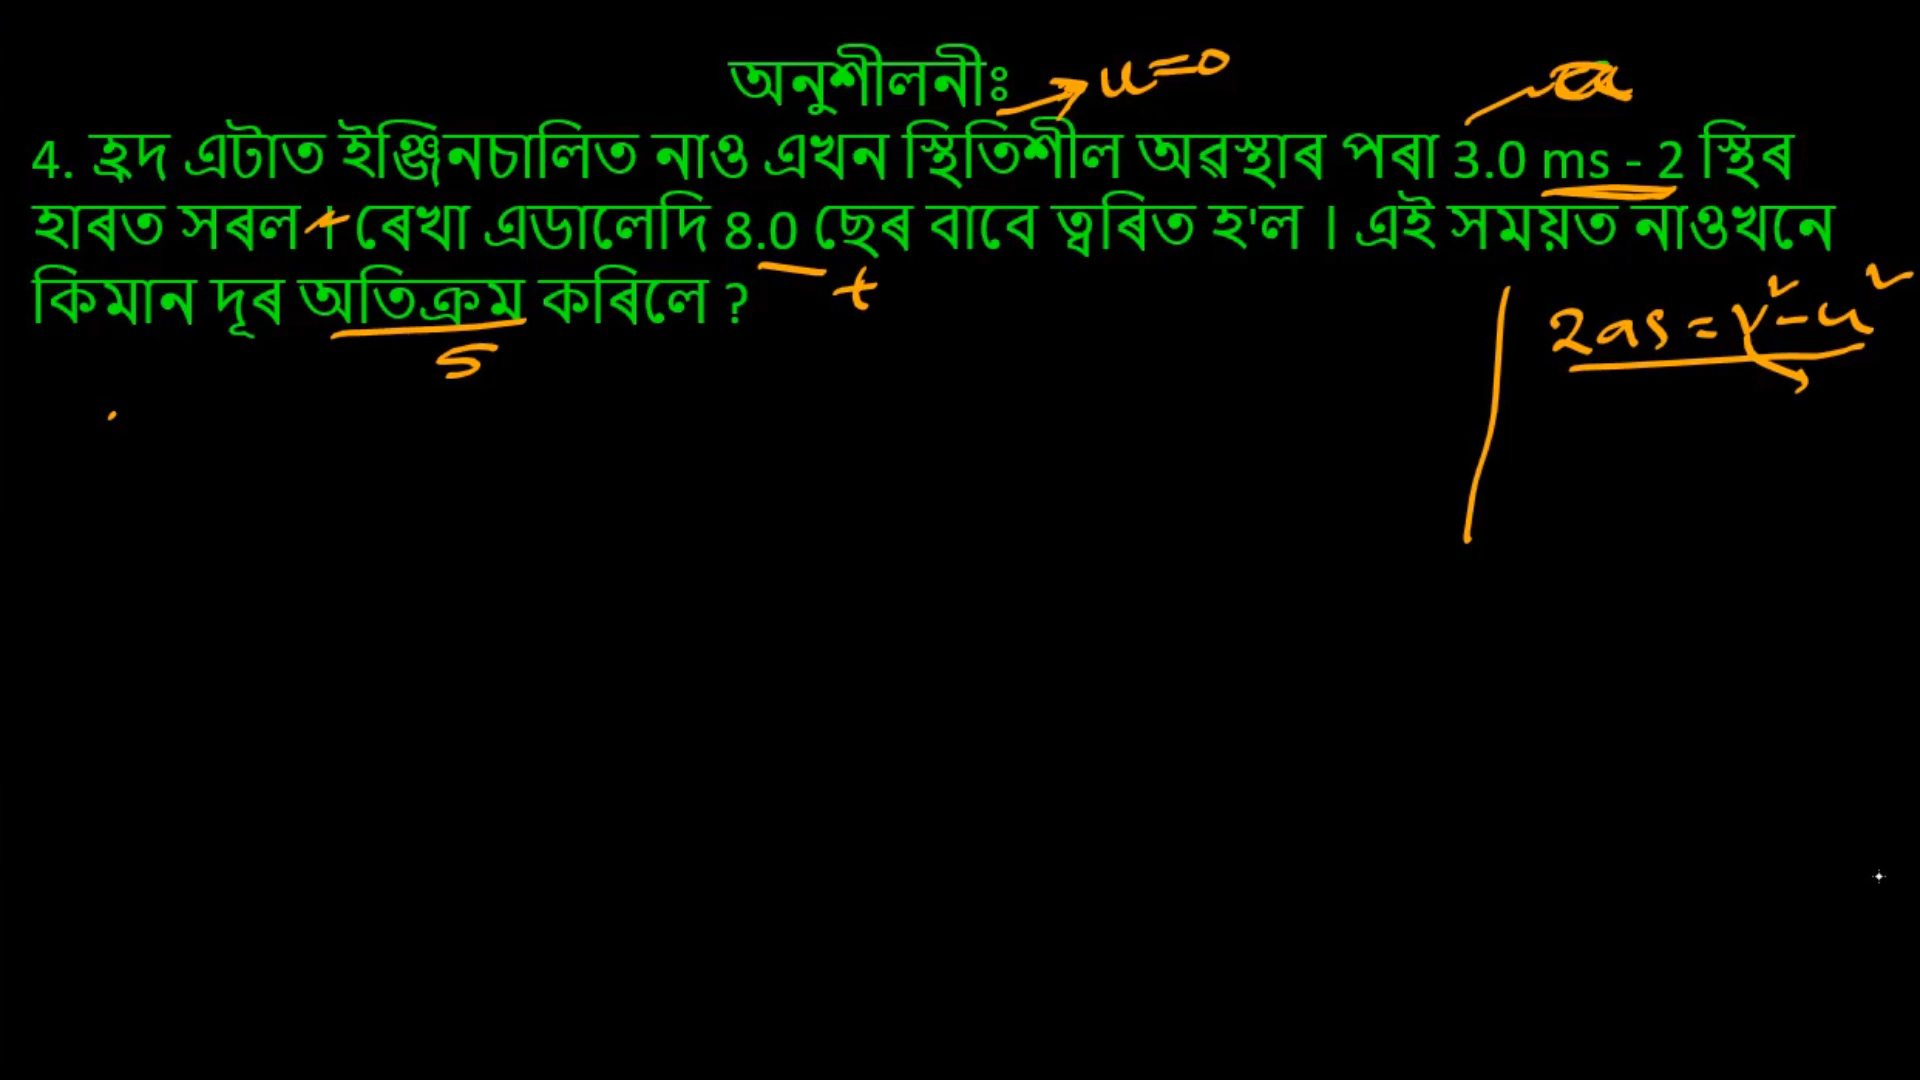 অনুশীলনীঃ → u=0 a
4. হ্ৰদ এটাত ইঞ্জিনচালিত নাও এখন স্থিতিশীল অৱস্থাৰ পৰা 3.0 ms - 2 স্থিৰ
হাৰত সৰল । ৰেখা এডালেদি 8.0 ছেৰ বাবে ত্বৰিত হ'ল । এই সময়ত নাওখনে
কিমান দূৰ অতিক্ৰম কৰিলে ? t
s
2as = v² - u²